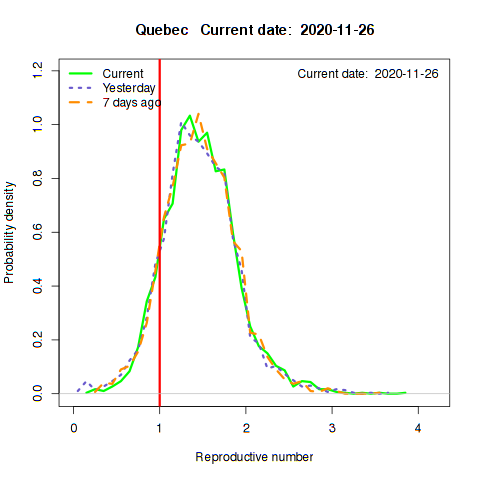 Quebec   Current date:  2020-11-26
Current date:  2020-11-26
Current
Yesterday
7 days ago
Probability density
1.2
1.0
0.8
0.6
0.4
0.2
0.0
0 1 2 3 4
Reproductive number